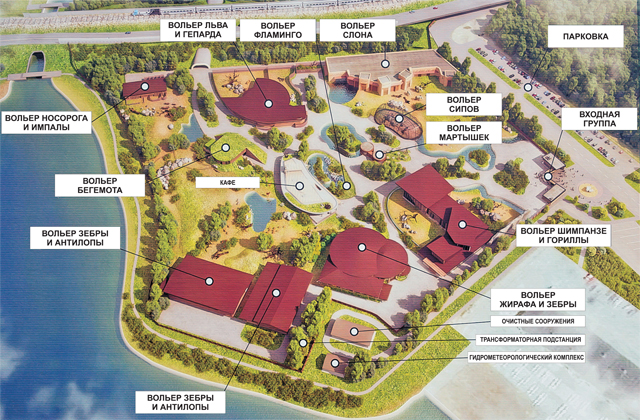 ВОЛЬЕР ЛЬВА
И ГЕПАРДА
ВОЛЬЕР
ФЛАМИНГО
ВОЛЬЕР
СЛОНА
ПАРКОВКА
ВОЛЬЕР НОСОРОГА
И ИМПАЛЫ
ВОЛЬЕР
СИПОВ
ВОЛЬЕР
МАРТЫШЕК
ВХОДНАЯ
ГРУППА
ВОЛЬЕР
БЕГЕМОТА
КАФЕ
ВОЛЬЕР ЗЕБРЫ
И АНТИЛОПЫ
ВОЛЬЕР ШИМПАНЗЕ
И ГОРИЛЛЫ
ВОЛЬЕР
ЖИРАФА И ЗЕБРЫ
ОЧИСТНЫЕ СООРУЖЕНИЯ
ТРАНСФОРМАТОРНАЯ ПОДСТАНЦИЯ
ГИДРОМЕТЕОРОЛОГИЧЕСКИЙ КОМПЛЕКС
ВОЛЬЕР ЗЕБРЫ
И АНТИЛОПЫ